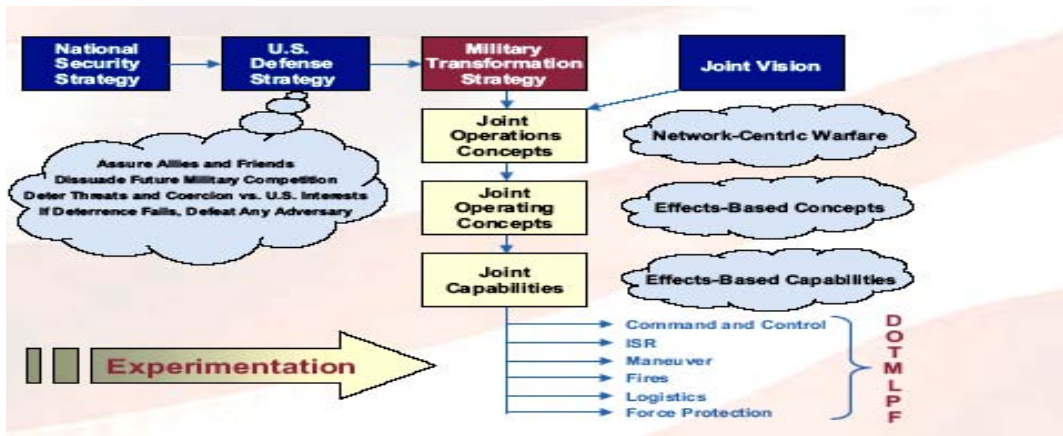 National
Security
Strategy
U.S.
Defense
Strategy
Military
Transformation
Strategy
Joint Vision
Joint
Operations
Concepts
Network-Centric Warfare
Assure Allies and Friends
Dissuade Future Military Competition
Deter Threats and Coercion vs. U.S. Interests
If Deterrence Fails, Defeat Any Adversary
Joint
Operating
Concepts
Effects-Based Concepts
Joint
Capabilities
Effects-Based Capabilities
Experimentation
Command and Control
ISR
Maneuver
Fires
Logistics
Force Protection
D
O
T
M
L
P
F